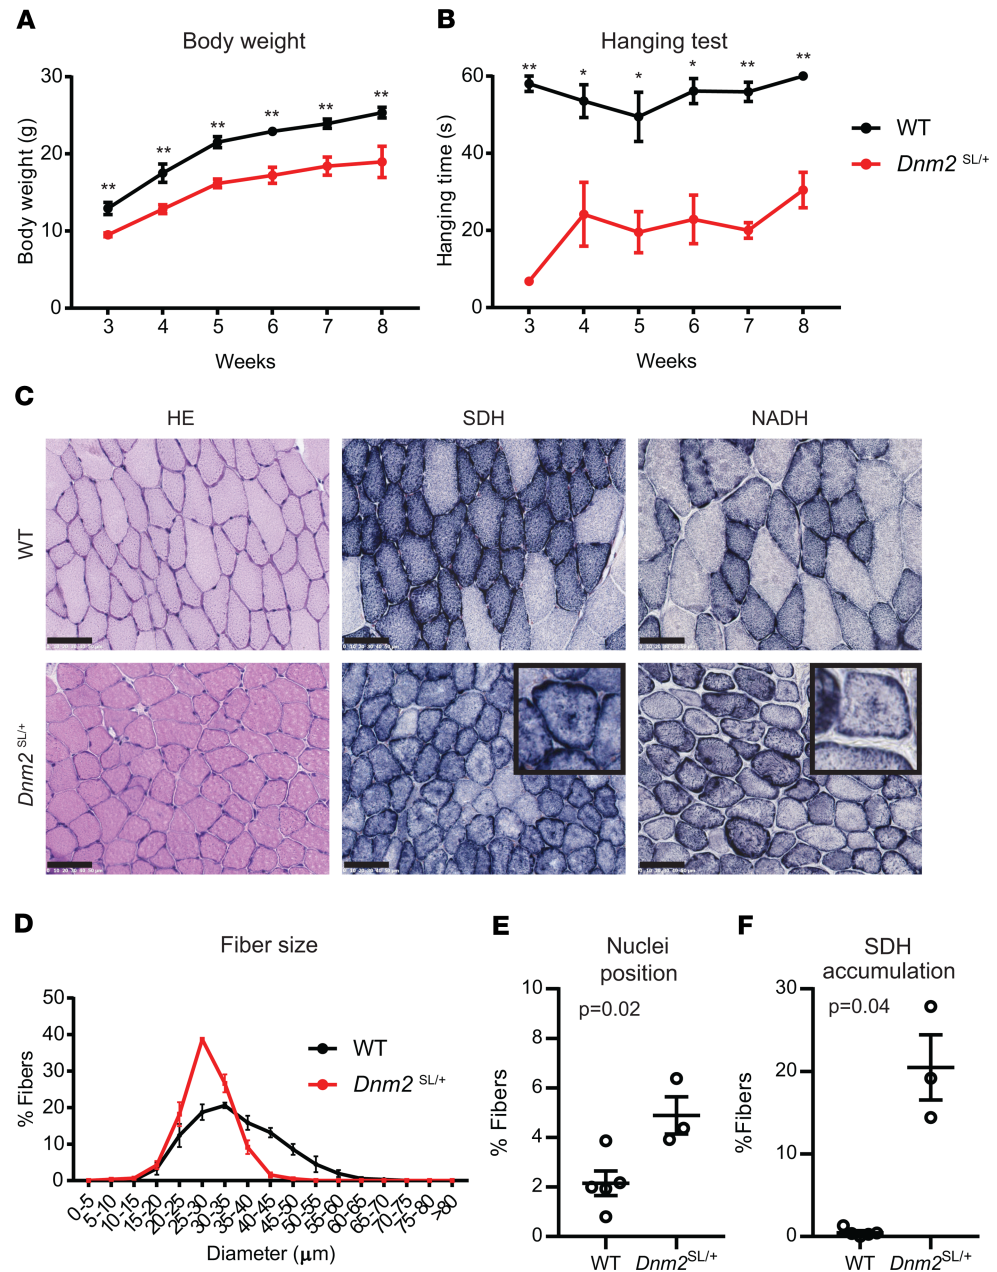 A
Body weight
Body weight (g)
30
20
10
0
** ** ** ** ** **
3 4 5 6 7 8
Weeks
B
Hanging test
Hanging time (s)
60
40
20
0
** * * * ** **
3 4 5 6 7 8
Weeks
WT
Dnm2 SL/+
C
HE SDH NADH
WT
Dnm2 SL/+
D
Fiber size
% Fibers
50
40
30
20
10
0
WT
Dnm2 SL/+
0-5 5-10 10-15 15-20 20-25 25-30 30-35 35-40 40-45 45-50 50-55 55-60 60-65 65-70 70-75 75-80 >80
Diameter (μm)
E
Nuclei
position
p=0.02
% Fibers
10
8
6
4
2
0
WT Dnm2SL/+
F
SDH
accumulation
p=0.04
%Fibers
30
20
10
0
WT Dnm2SL/+